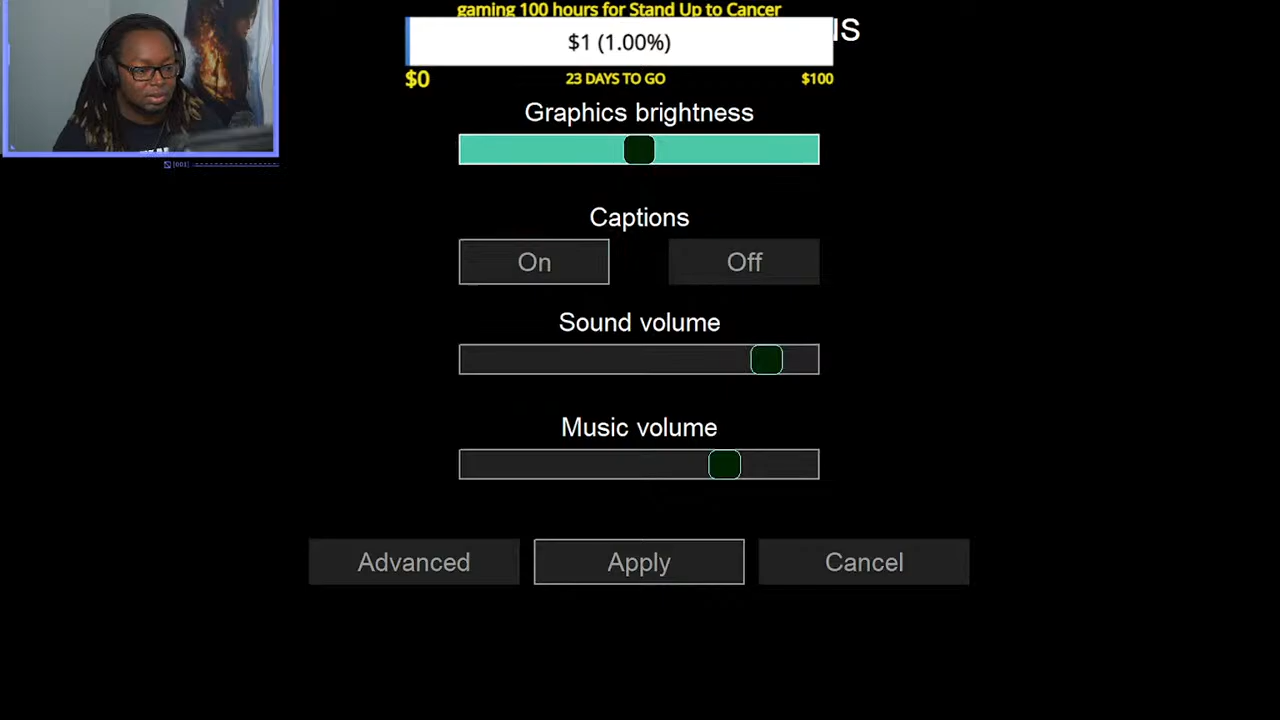 gaming 100 hours for Stand Up to Cancer
$1 (1.00%)
$0
23 DAYS TO GO
$100
Graphics brightness
Captions
On
Off
Sound volume
Music volume
Advanced
Apply
Cancel